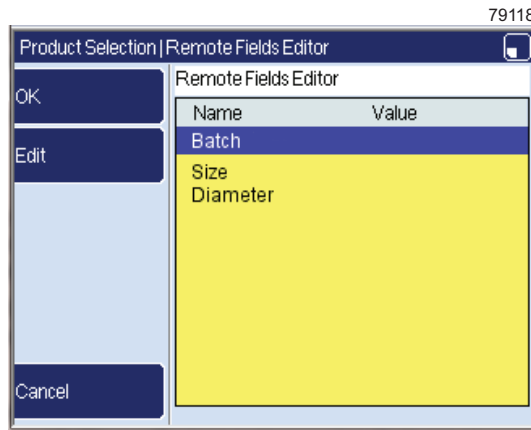 79118
Product Selection | Remote Fields Editor
OK
Edit
Cancel
Remote Fields Editor
Name Value
Batch
Size
Diameter